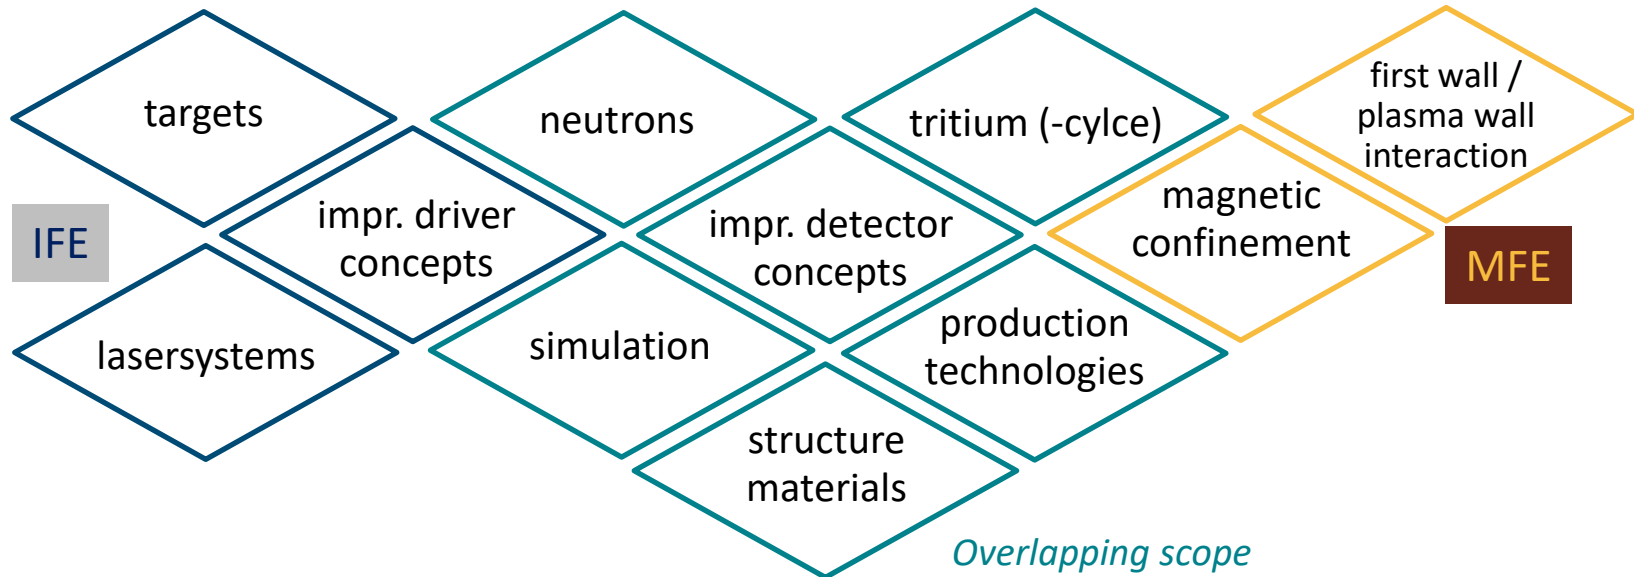 targets
neutrons
tritium (-cylce)
first wall /
plasma wall
interaction
IFE
impr. driver
concepts
impr. detector
concepts
magnetic
confinement
MFE
lasersystems
simulation
production
technologies
structure
materials
Overlapping scope